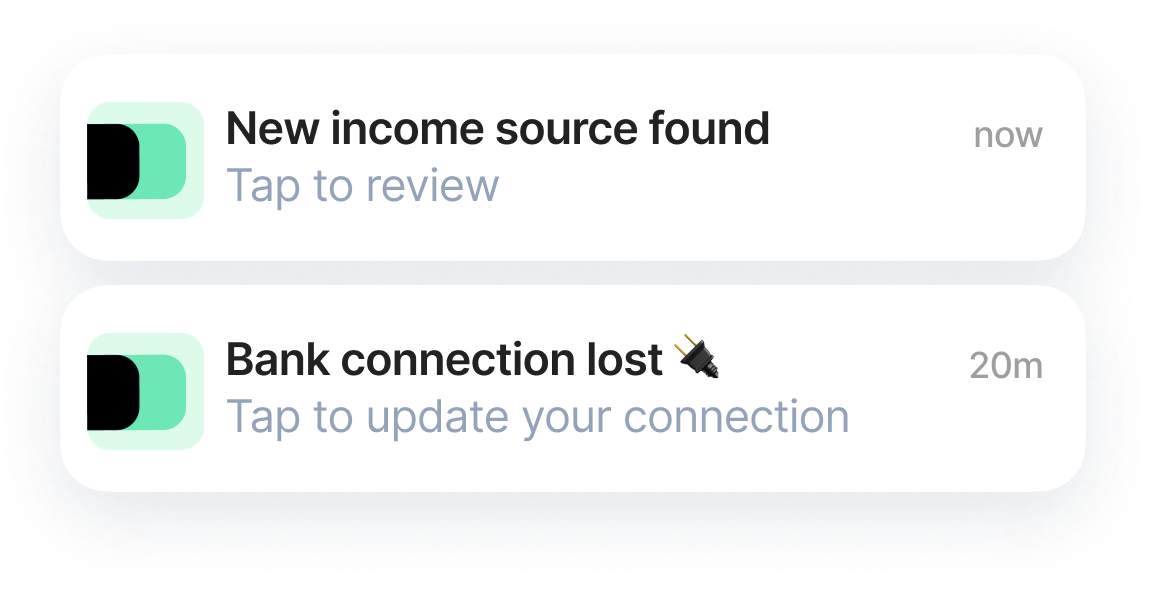 New income source found
now
Tap to review
Bank connection lost 🔌
20m
Tap to update your connection